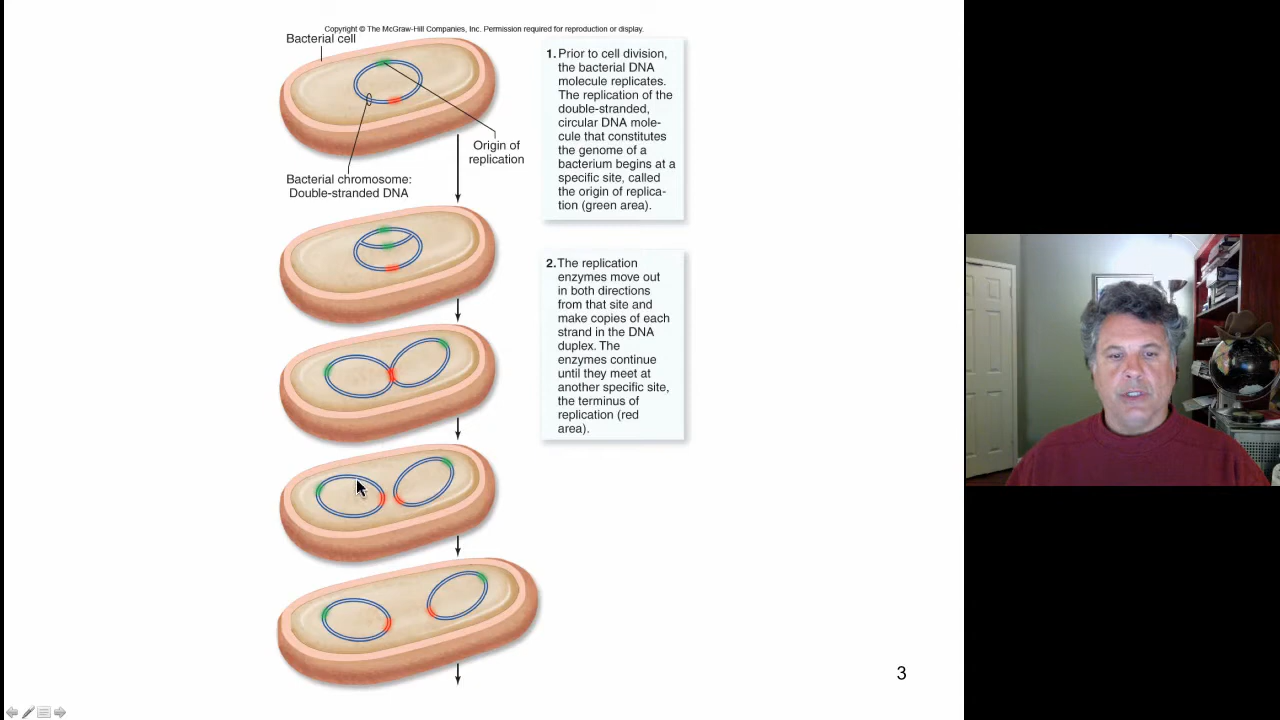 Copyright © The McGraw-Hill Companies, Inc. Permission required for reproduction or display.
Bacterial cell
Origin of
replication
Bacterial chromosome:
Double-stranded DNA
1. Prior to cell division,
the bacterial DNA
molecule replicates.
The replication of the
double-stranded,
circular DNA mole-
cule that constitutes
the genome of a
bacterium begins at a
specific site, called
the origin of replica-
tion (green area).
2. The replication
enzymes move out
in both directions
from that site and
make copies of each
strand in the DNA
duplex. The
enzymes continue
until they meet at
another specific site,
the terminus of
replication (red
area).
3